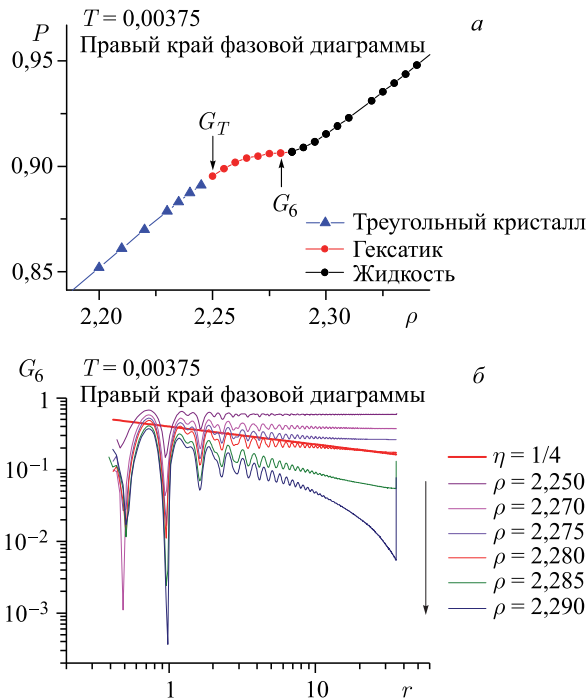 T = 0,00375
P
Правый край фазовой диаграммы
а
0,95
G_T
0,90
G_6
Треугольный кристалл
Гексатик
0,85
Жидкость
2,20
2,25
2,30
ρ
G_6
T = 0,00375
Правый край фазовой диаграммы
б
1
10^{-1}
η = 1/4
ρ = 2,250
ρ = 2,270
10^{-2}
ρ = 2,275
ρ = 2,280
ρ = 2,285
10^{-3}
ρ = 2,290
1
10
r